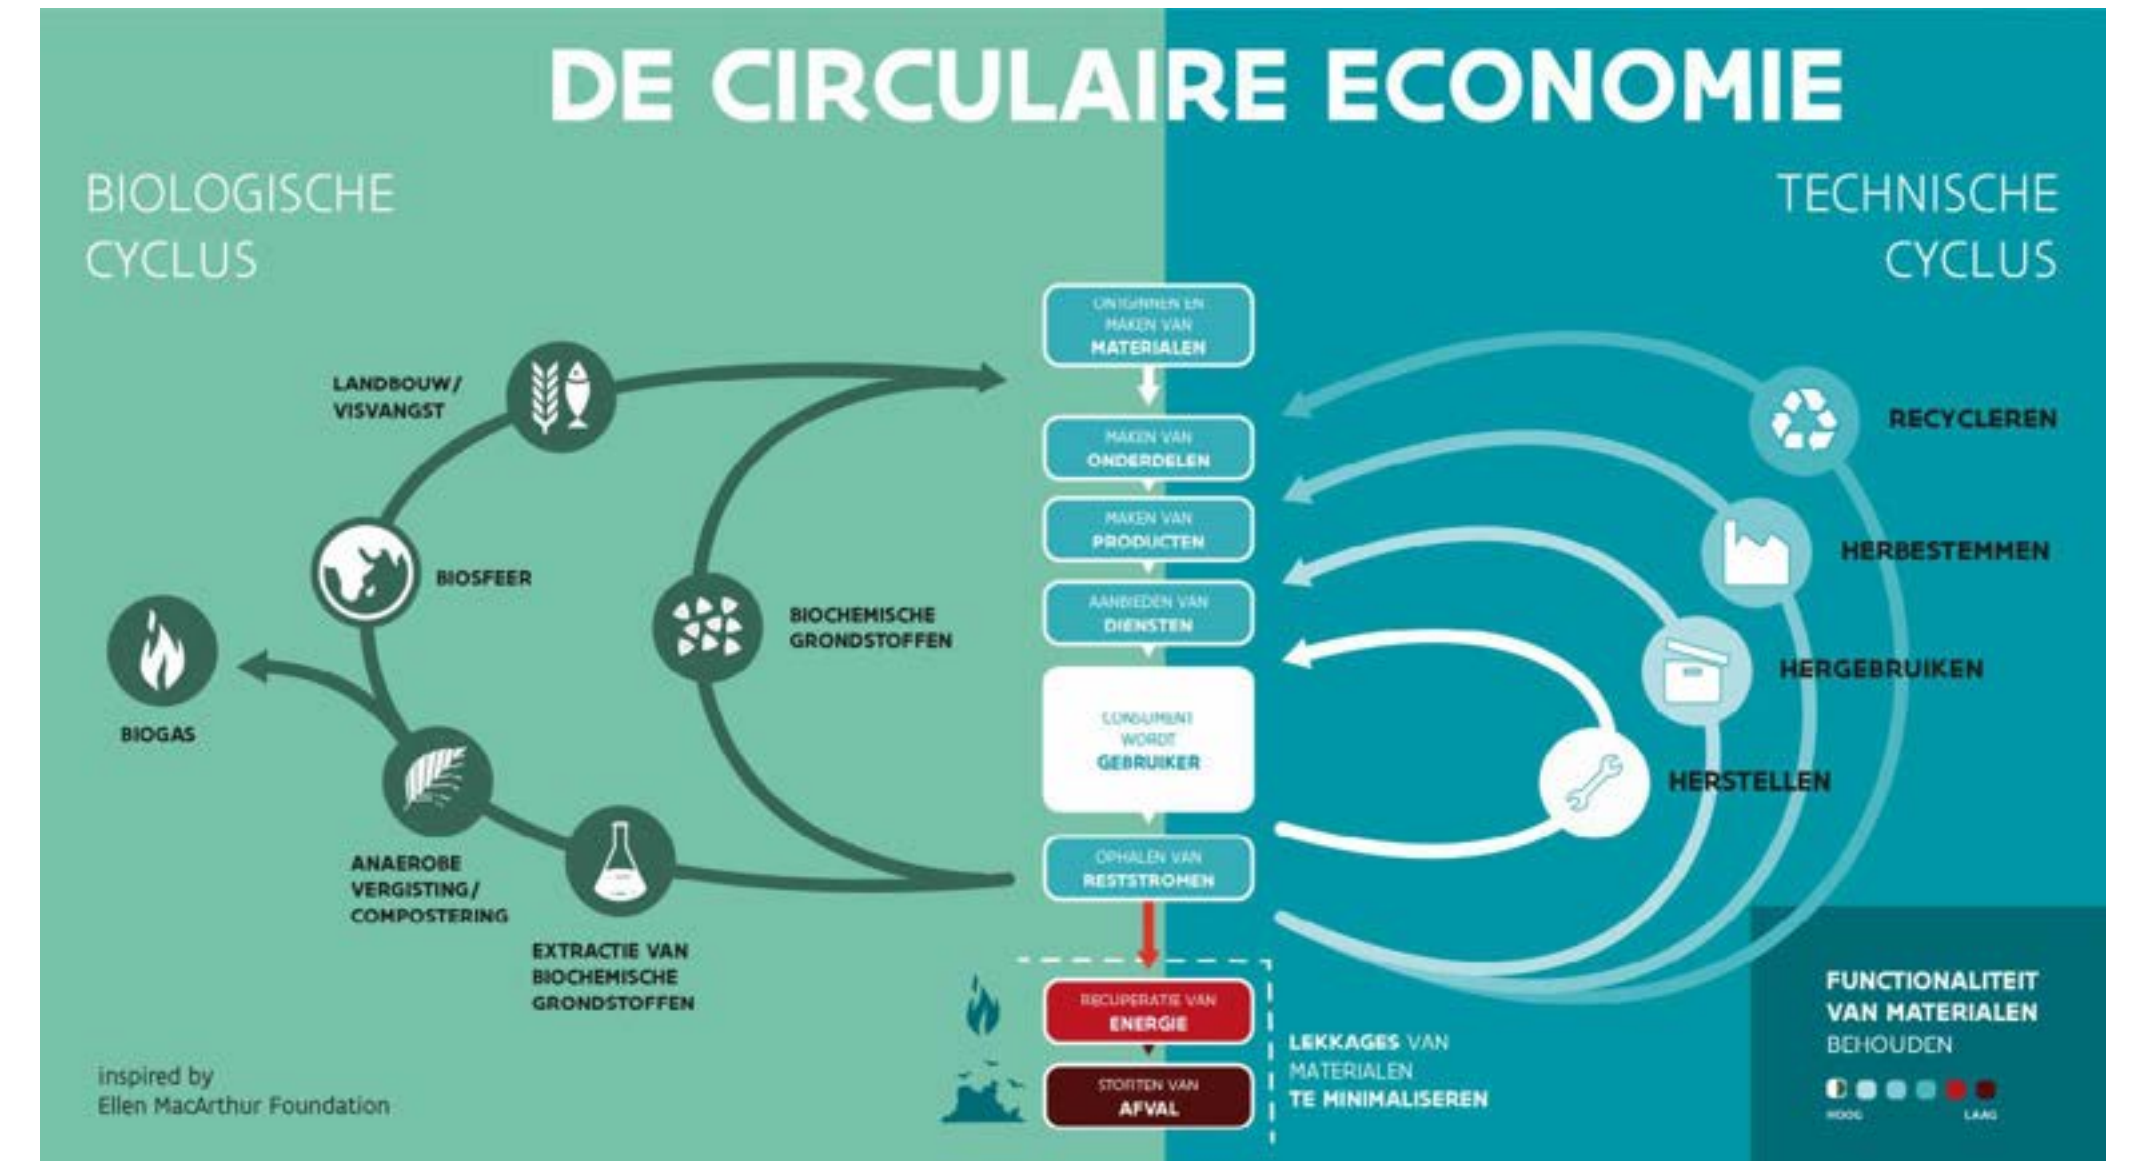 DE CIRCULAIRE ECONOMIE
BIOLOGISCHE
CYCLUS
TECHNISCHE
CYCLUS
LANDBOUW/
VISVANGST
BIOSFEER
BIOGAS
BIOCHEMISCHE
GRONDSTOFFEN
ANAEROBE
VERGISTING/
COMPOSTERING
EXTRACTIE VAN
BIOCHEMISCHE
GRONDSTOFFEN
ONTGINNEN EN
MAKEN VAN
MATERIALEN
MAKEN VAN
ONDERDELEN
MAKEN VAN
PRODUCTEN
AANBIEDEN VAN
DIENSTEN
CONSUMENT
WORDT
GEBRUIKER
OPHALEN VAN
RESTSTROMEN
RECUPERATIE VAN
ENERGIE
STORTEN VAN
AFVAL
RECYCLEREN
HERBESTEMMEN
HERGEBRUIKEN
HERSTELLEN
LEKKAGES VAN
MATERIALEN
TE MINIMALISEREN
FUNCTIONALITEIT
VAN MATERIALEN
BEHOUDEN
HOOG LAAG
inspired by
Ellen MacArthur Foundation